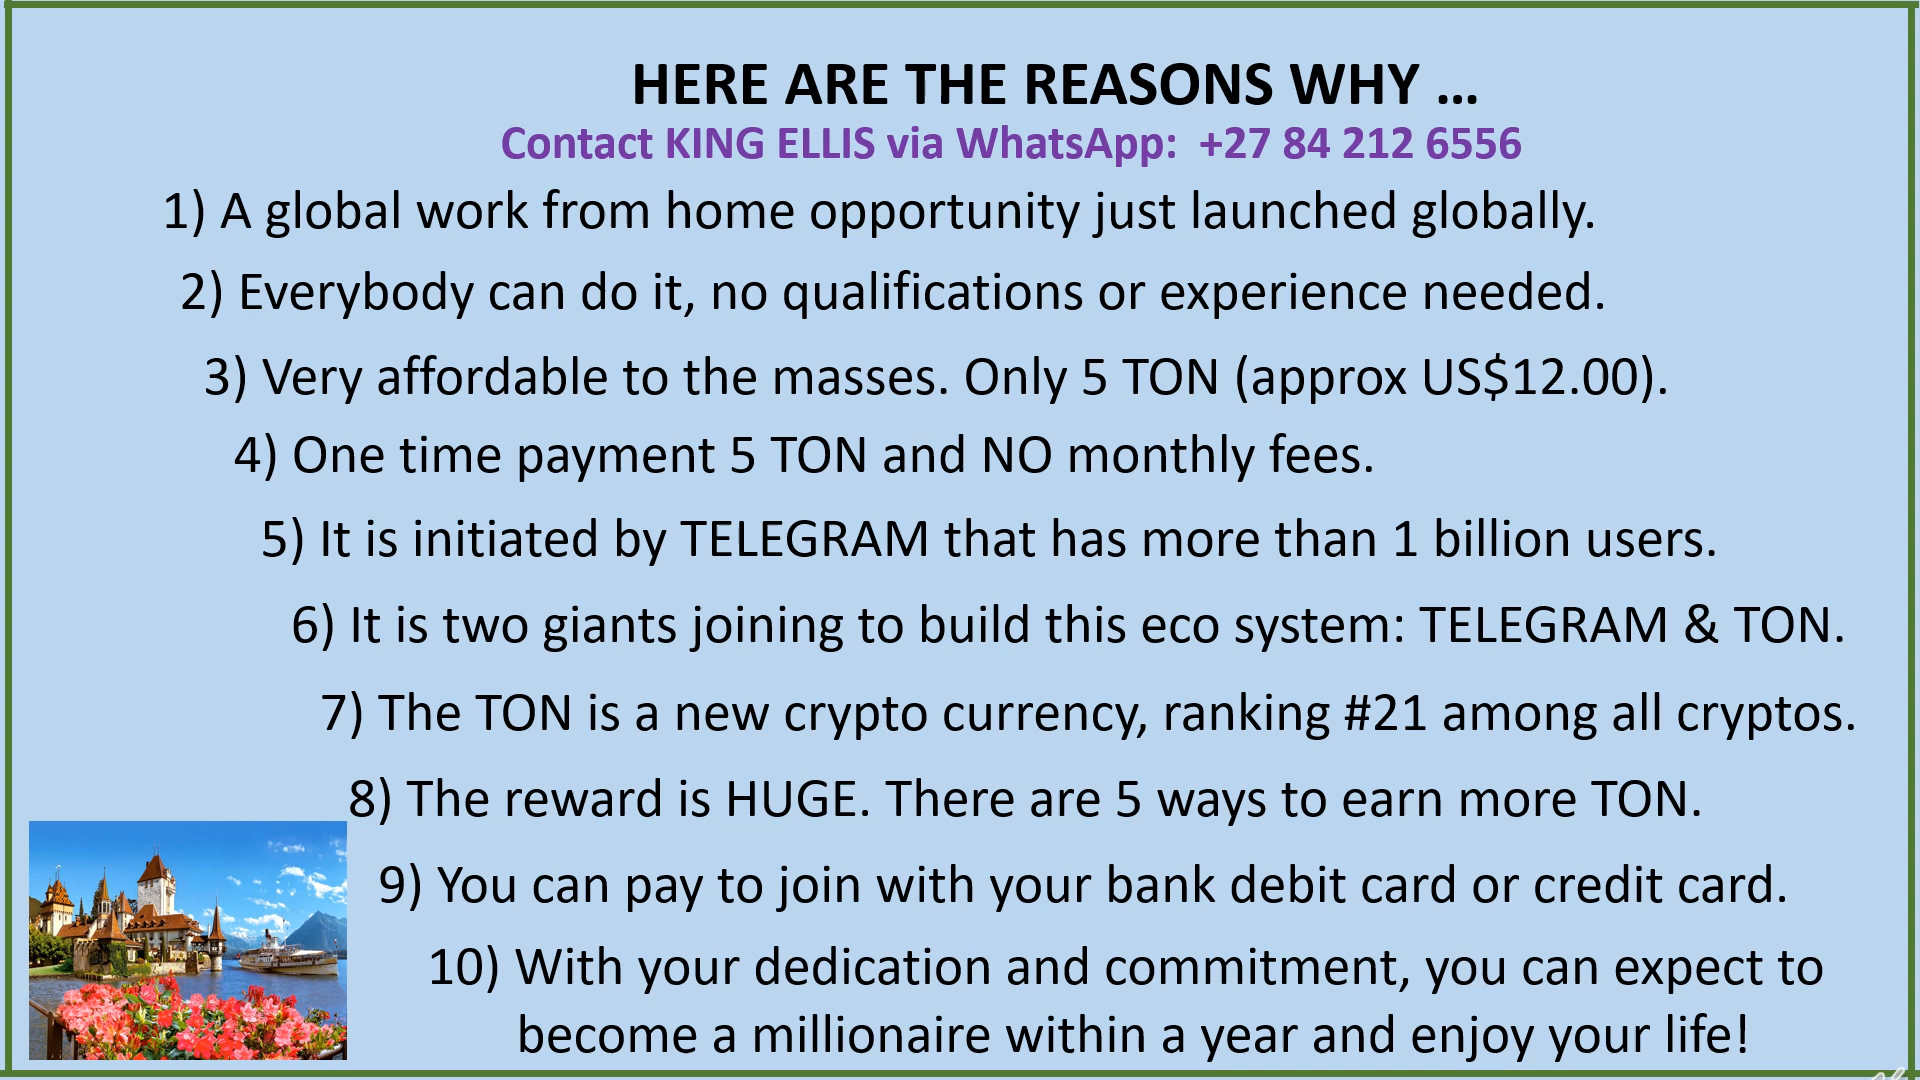 HERE ARE THE REASONS WHY …
Contact KING ELLIS via WhatsApp:  +27 84 212 6556
1) A global work from home opportunity just launched globally.
2) Everybody can do it, no qualifications or experience needed.
3) Very affordable to the masses. Only 5 TON (approx US$12.00).
4) One time payment 5 TON and NO monthly fees.
5) It is initiated by TELEGRAM that has more than 1 billion users.
6) It is two giants joining to build this eco system: TELEGRAM & TON.
7) The TON is a new crypto currency, ranking #21 among all cryptos.
8) The reward is HUGE. There are 5 ways to earn more TON.
9) You can pay to join with your bank debit card or credit card.
10) With your dedication and commitment, you can expect to
become a millionaire within a year and enjoy your life!